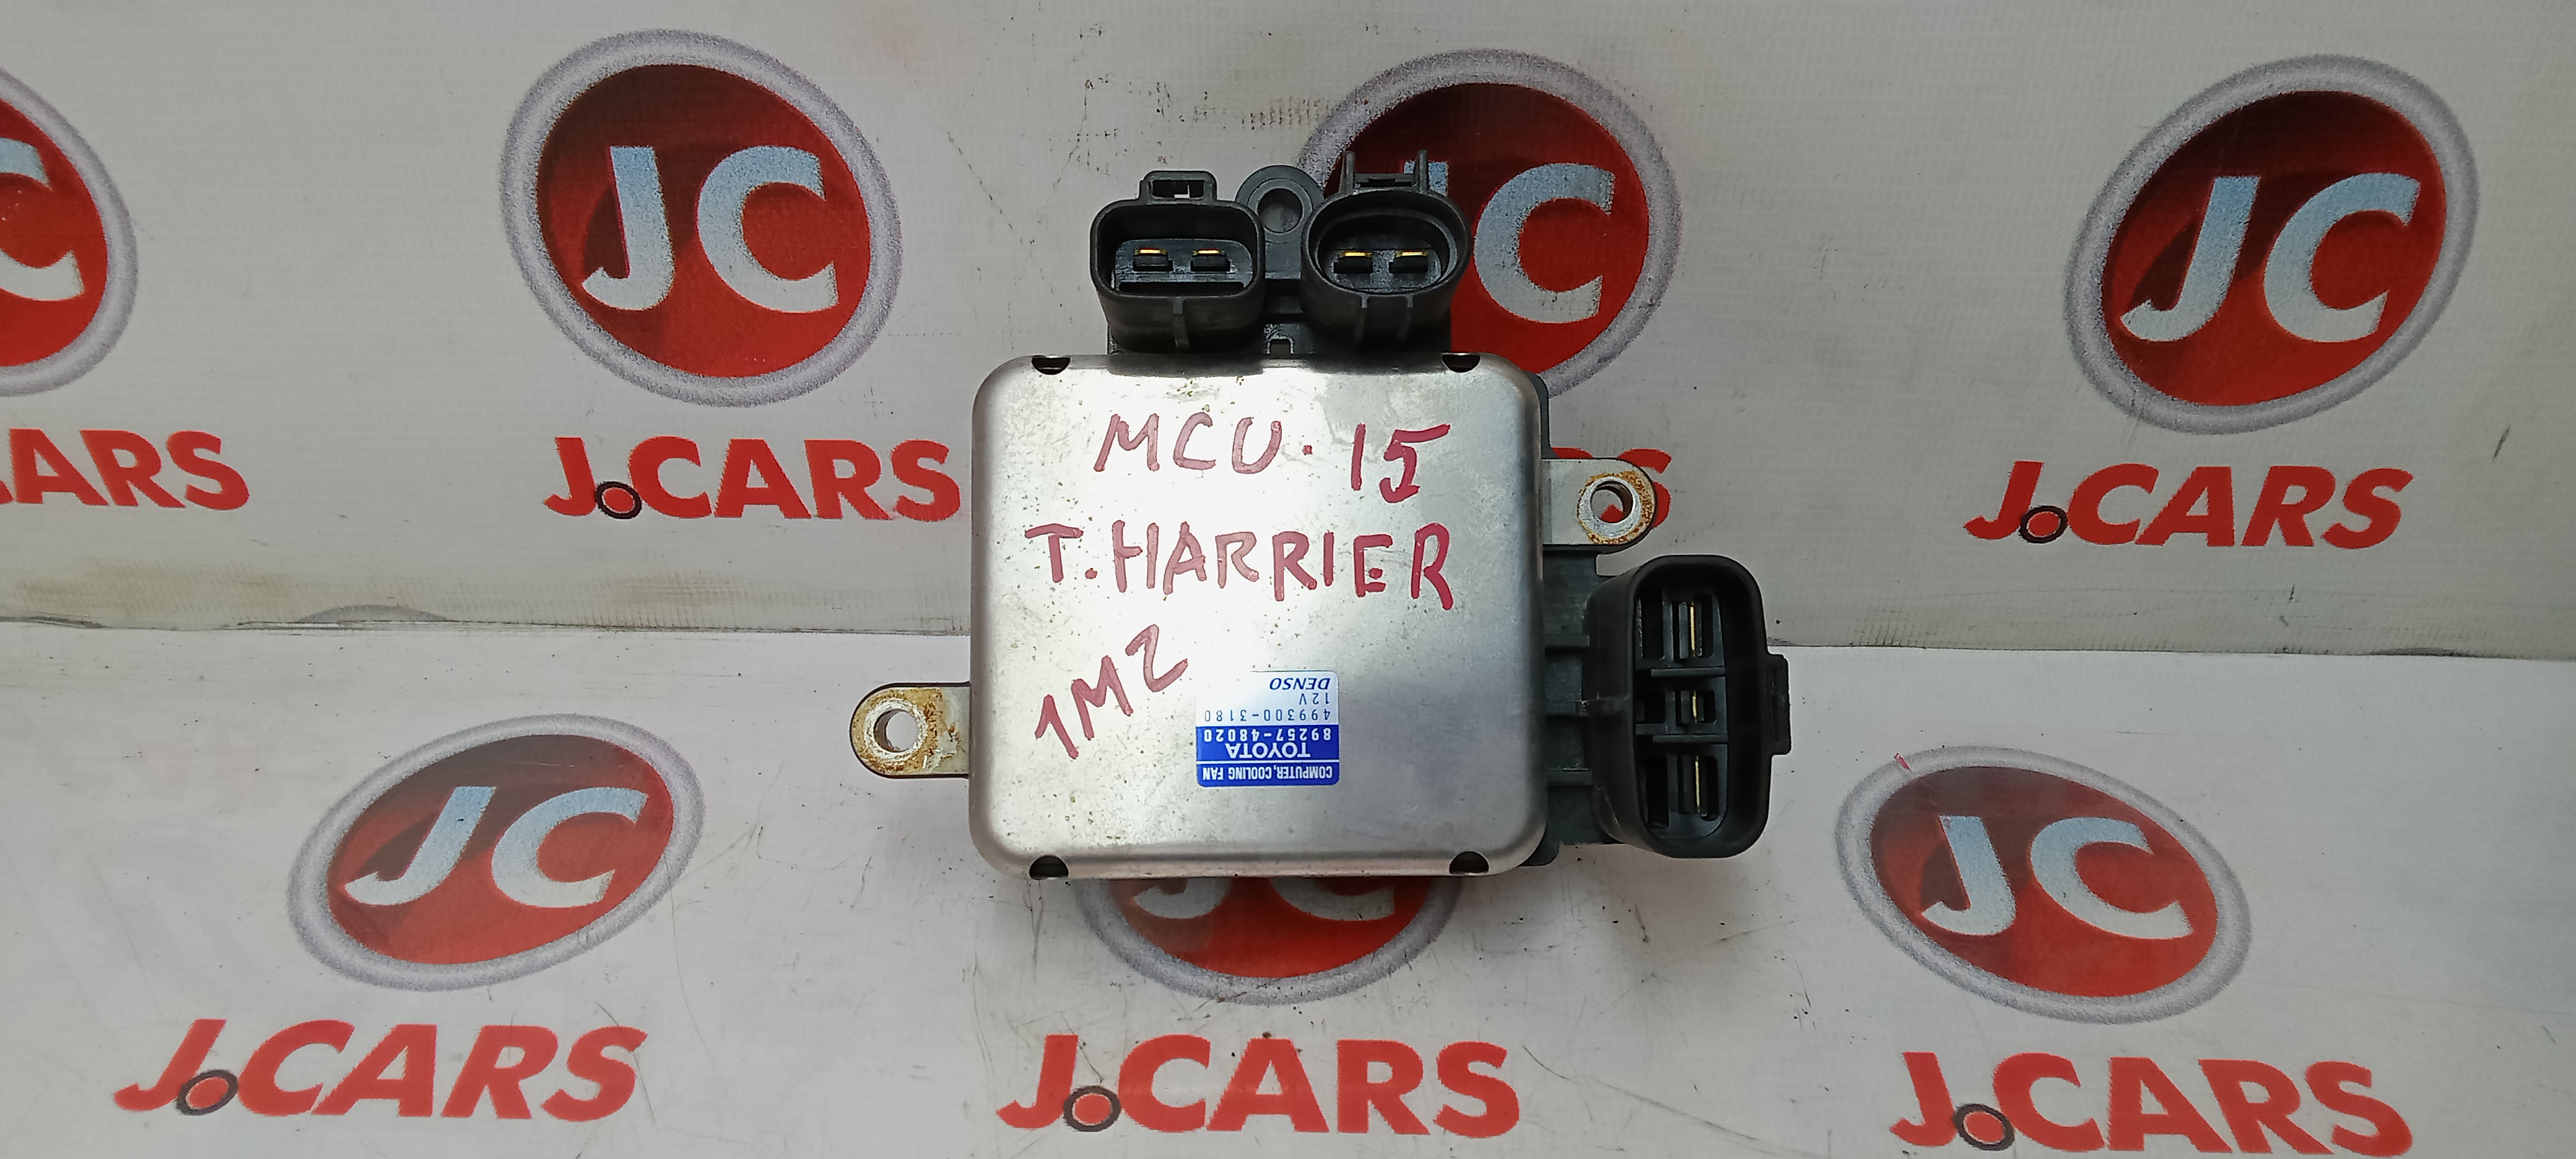 JC
JC
JC
C
CARS
J.CARS
J.CARS
S
MCU. 15
T. HARRIER
1MZ
COMPUTER, COOLING FAN
TOYOTA
89257-48020
499300-3180
12V
DENSO
JC
JC
JC
J.CARS
J.CARS
J.CARS